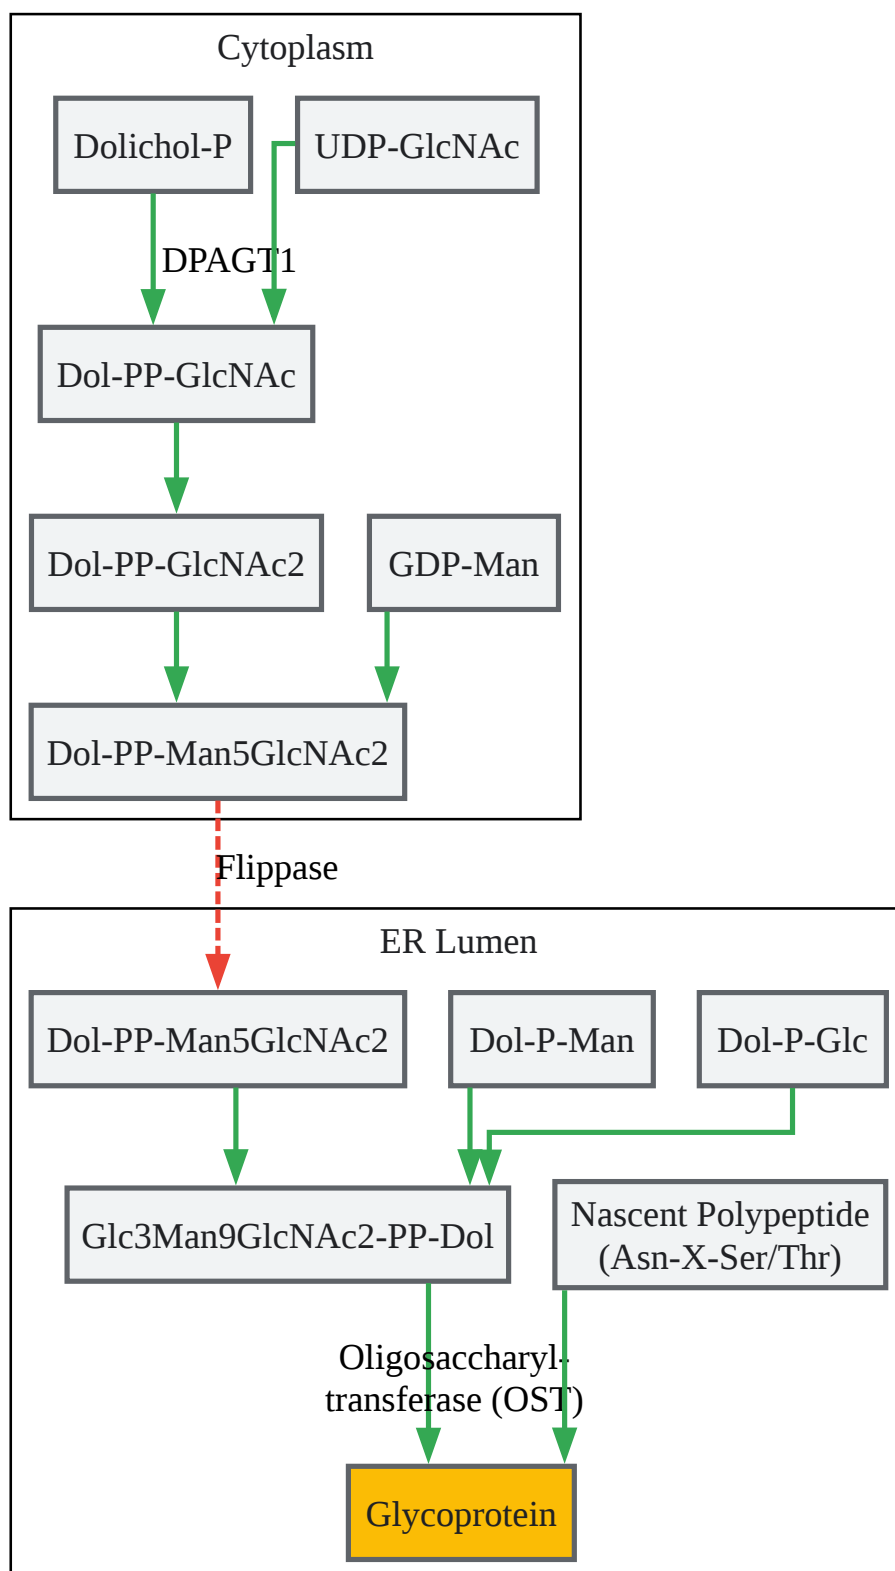 Cytoplasm
Dolichol-P
UDP-GlcNAc
DPAGT1
Dol-PP-GlcNAc
Dol-PP-GlcNAc2
GDP-Man
Dol-PP-Man5GlcNAc2
Flippase
ER Lumen
Dol-PP-Man5GlcNAc2
Dol-P-Man
Dol-P-Glc
Glc3Man9GlcNAc2-PP-Dol
Nascent Polypeptide
(Asn-X-Ser/Thr)
Oligosaccharyl-
transferase (OST)
Glycoprotein